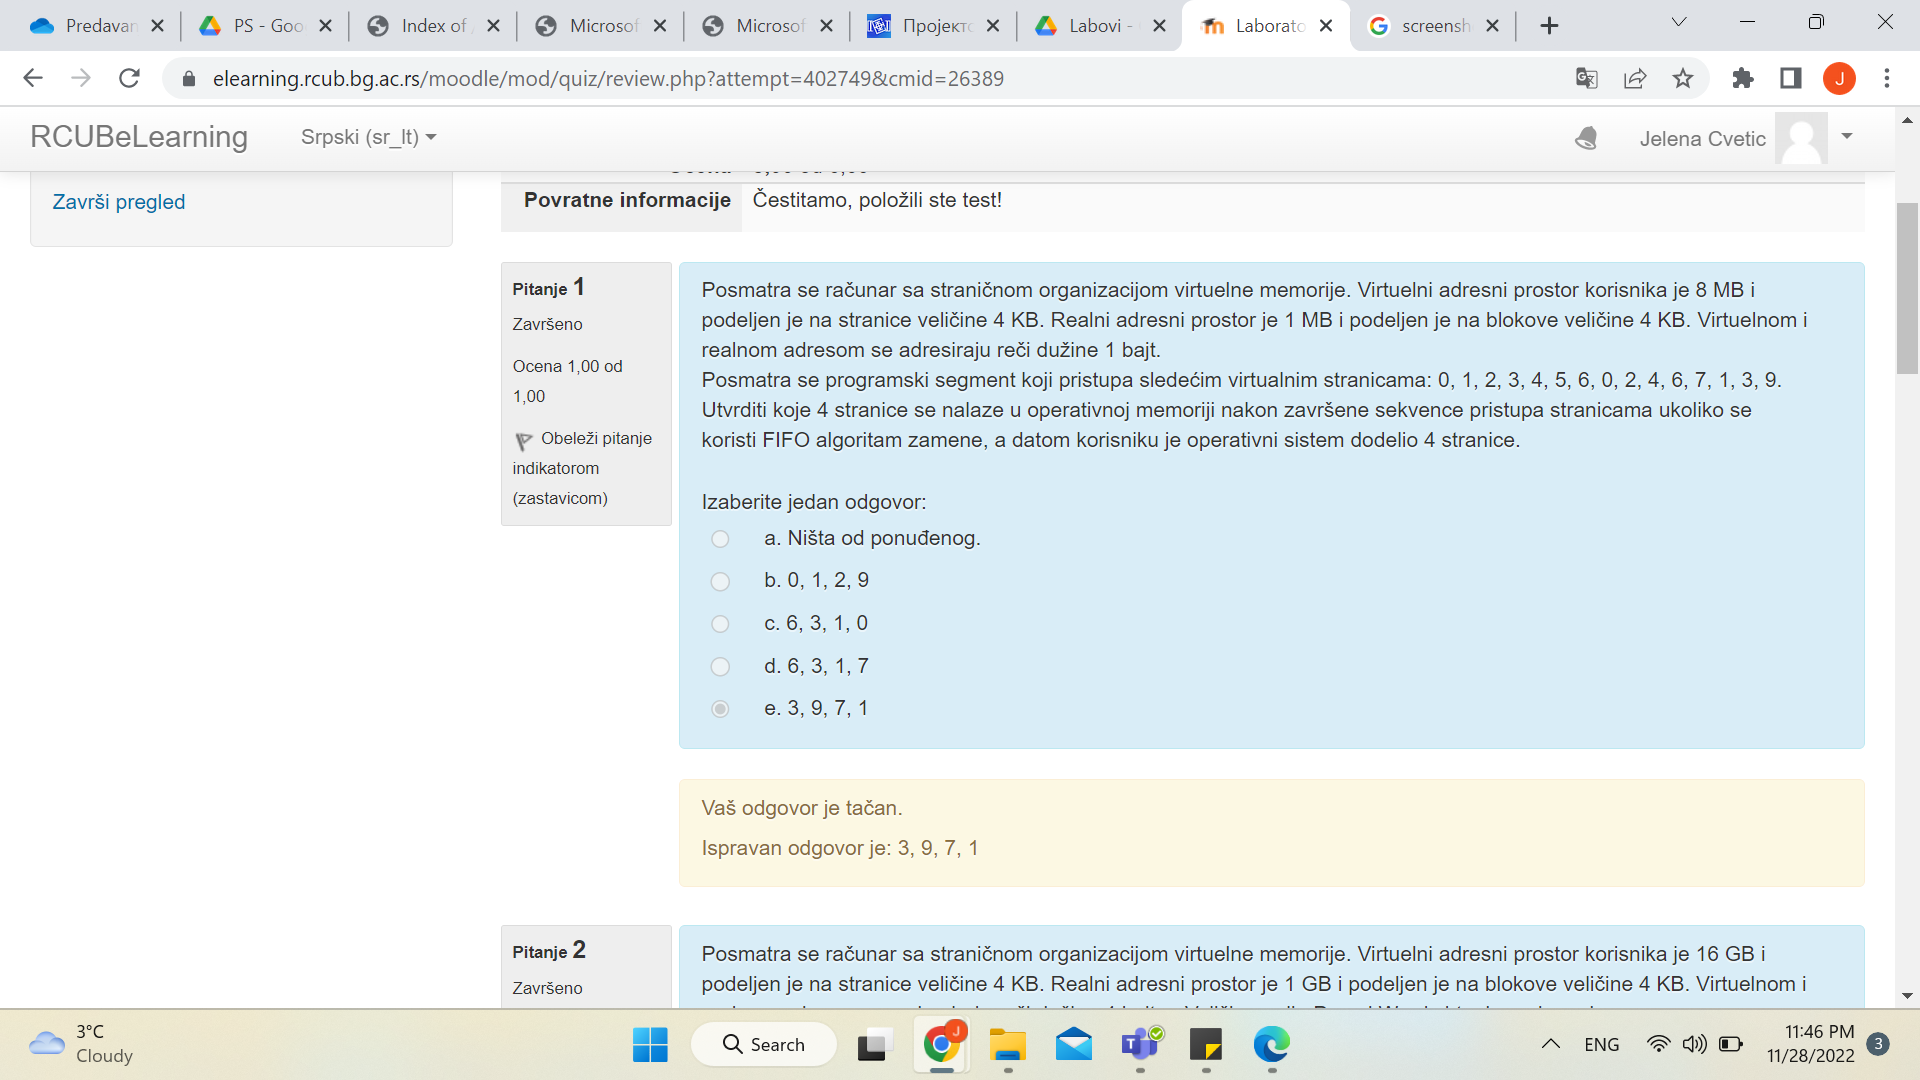 Predavan
PS - Goo
Index of
Microsof
Microsof
Пројект
Labovi -
Laborato
screensh
elearning.rcub.bg.ac.rs/moodle/mod/quiz/review.php?attempt=402749&cmid=26389
J
RCUBeLearning
Srpski (sr_lt)
Jelena Cvetic
Završi pregled
Povratne informacije Čestitamo, položili ste test!
Pitanje 1
Završeno
Ocena 1,00 od
1,00
Obeleži pitanje
indikatorom
(zastavicom)
Posmatra se računar sa straničnom organizacijom virtuelne memorije. Virtuelni adresni prostor korisnika je 8 MB i
podeljen je na stranice veličine 4 KB. Realni adresni prostor je 1 MB i podeljen je na blokove veličine 4 KB. Virtuelnom i
realnom adresom se adresiraju reči dužine 1 bajt.
Posmatra se programski segment koji pristupa sledećim virtualnim stranicama: 0, 1, 2, 3, 4, 5, 6, 0, 2, 4, 6, 7, 1, 3, 9.
Utvrditi koje 4 stranice se nalaze u operativnoj memoriji nakon završene sekvence pristupa stranicama ukoliko se
koristi FIFO algoritam zamene, a datom korisniku je operativni sistem dodelio 4 stranice.
Izaberite jedan odgovor:
a. Ništa od ponuđenog.
b. 0, 1, 2, 9
c. 6, 3, 1, 0
d. 6, 3, 1, 7
e. 3, 9, 7, 1
Vaš odgovor je tačan.
Ispravan odgovor je: 3, 9, 7, 1
Pitanje 2
Završeno
Posmatra se računar sa straničnom organizacijom virtuelne memorije. Virtuelni adresni prostor korisnika je 16 GB i
podeljen je na stranice veličine 4 KB. Realni adresni prostor je 1 GB i podeljen je na blokove veličine 4 KB. Virtuelnom i
3°C
Cloudy
Search
J
ENG
11:46 PM
11/28/2022
3